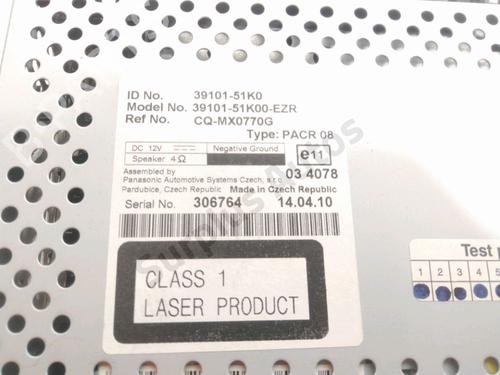 ID No. 39101-51K0
Model No. 39101-51K00-EZR
Ref No. CQ-MX0770G
Type: PACR 08
DC 12V Negative Ground
Speaker 4Ω
e11
Assembled by 03 4078
Panasonic Automotive Systems Czech, s.r.o.
Pardubice, Czech Republic Made in Czech Republic
Serial No. 306764 14.04.10
CLASS 1
LASER PRODUCT
Test
1 2 3 4 5
Surplus Autos